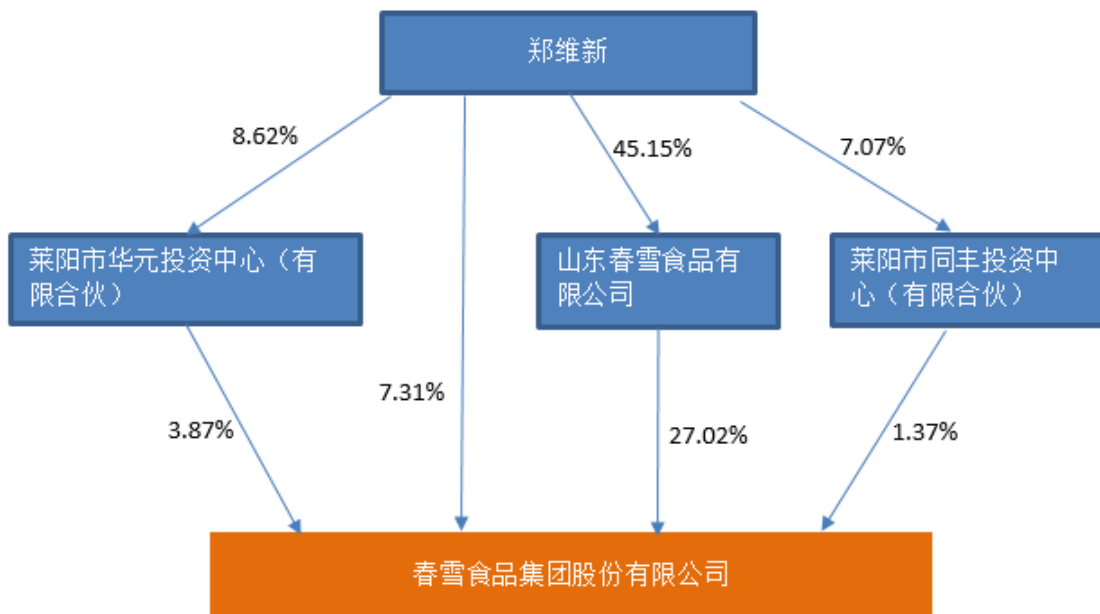 郑维新
8.62%
45.15%
7.07%
莱阳市华元投资中心（有
限合伙）
山东春雪食品有
限公司
莱阳市同丰投资中
心（有限合伙）
7.31%
3.87%
27.02%
1.37%
春雪食品集团股份有限公司